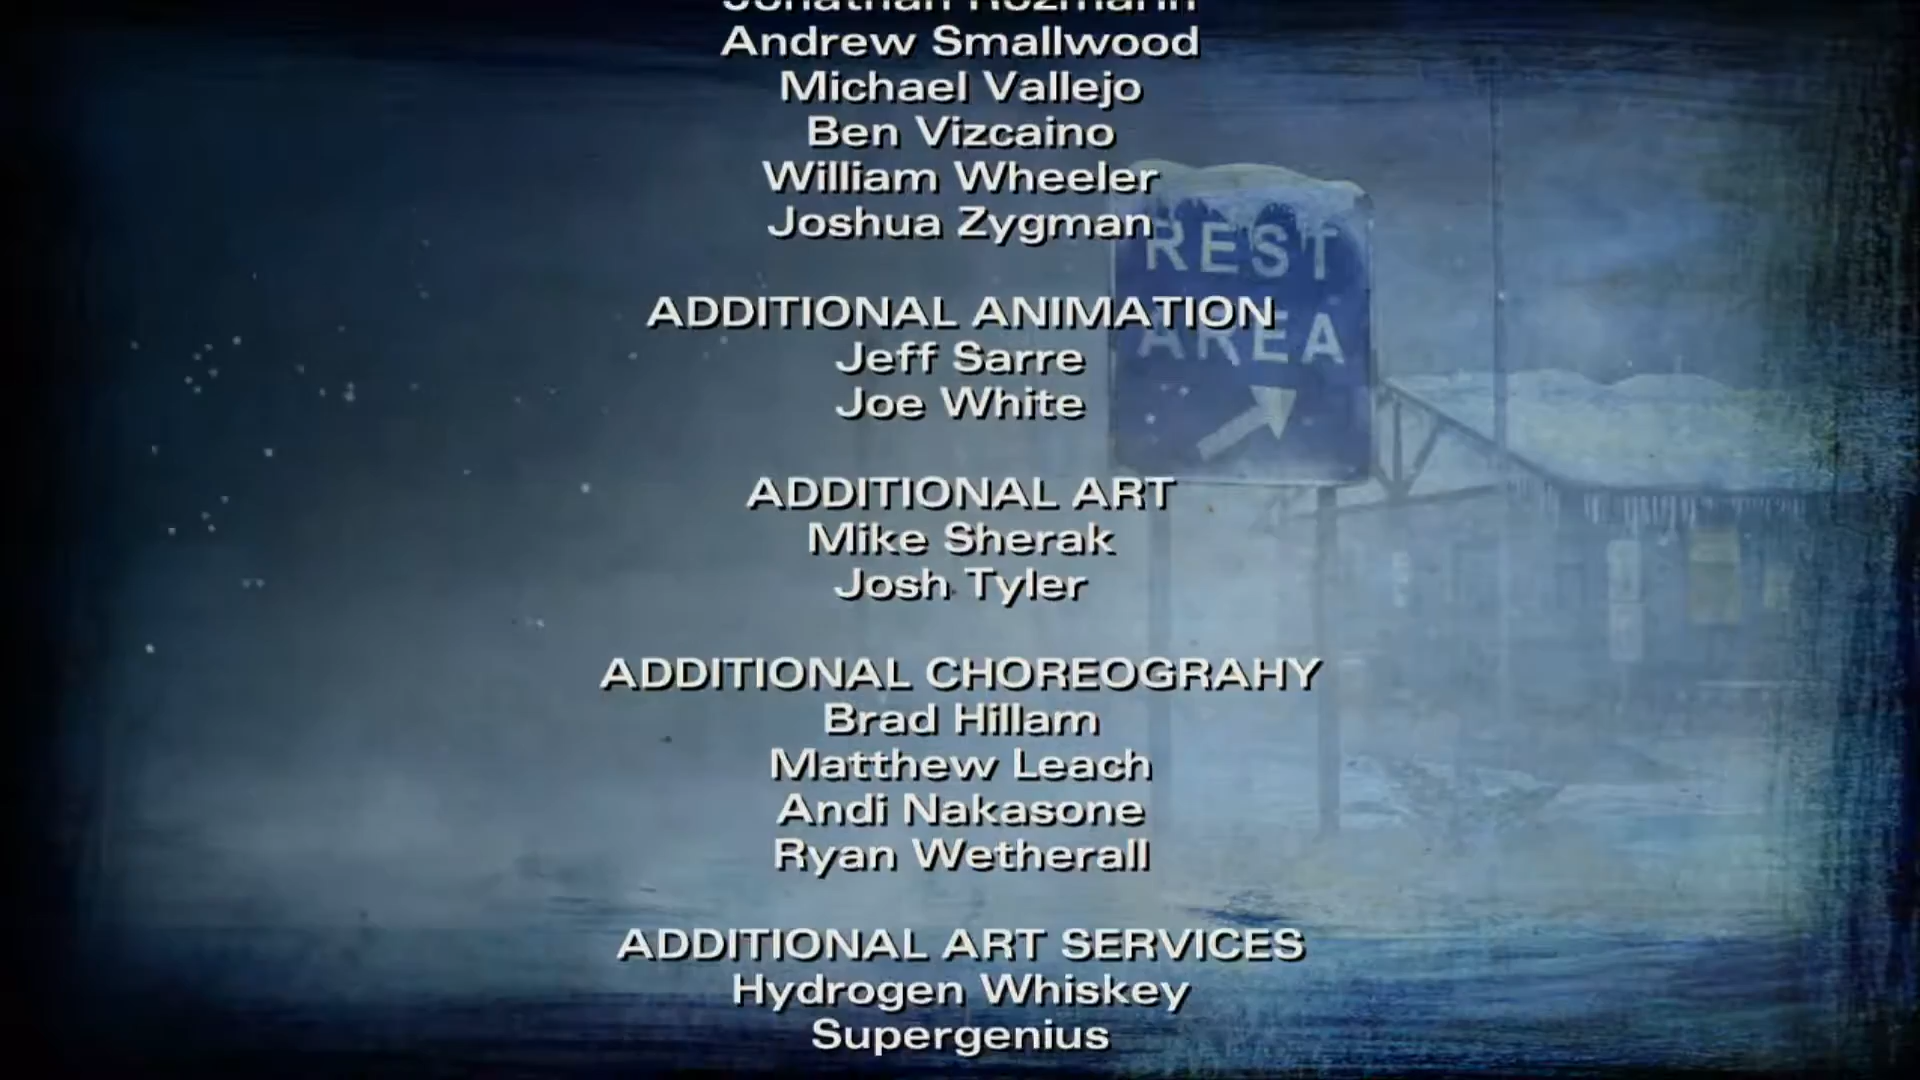 Andrew Smallwood
Michael Vallejo
Ben Vizcaino
William Wheeler
Joshua Zygman
REST
AREA
ADDITIONAL ANIMATION
Jeff Sarre
Joe White
ADDITIONAL ART
Mike Sherak
Josh Tyler
ADDITIONAL CHOREOGRAHY
Brad Hillam
Matthew Leach
Andi Nakasone
Ryan Wetherall
ADDITIONAL ART SERVICES
Hydrogen Whiskey
Supergenius